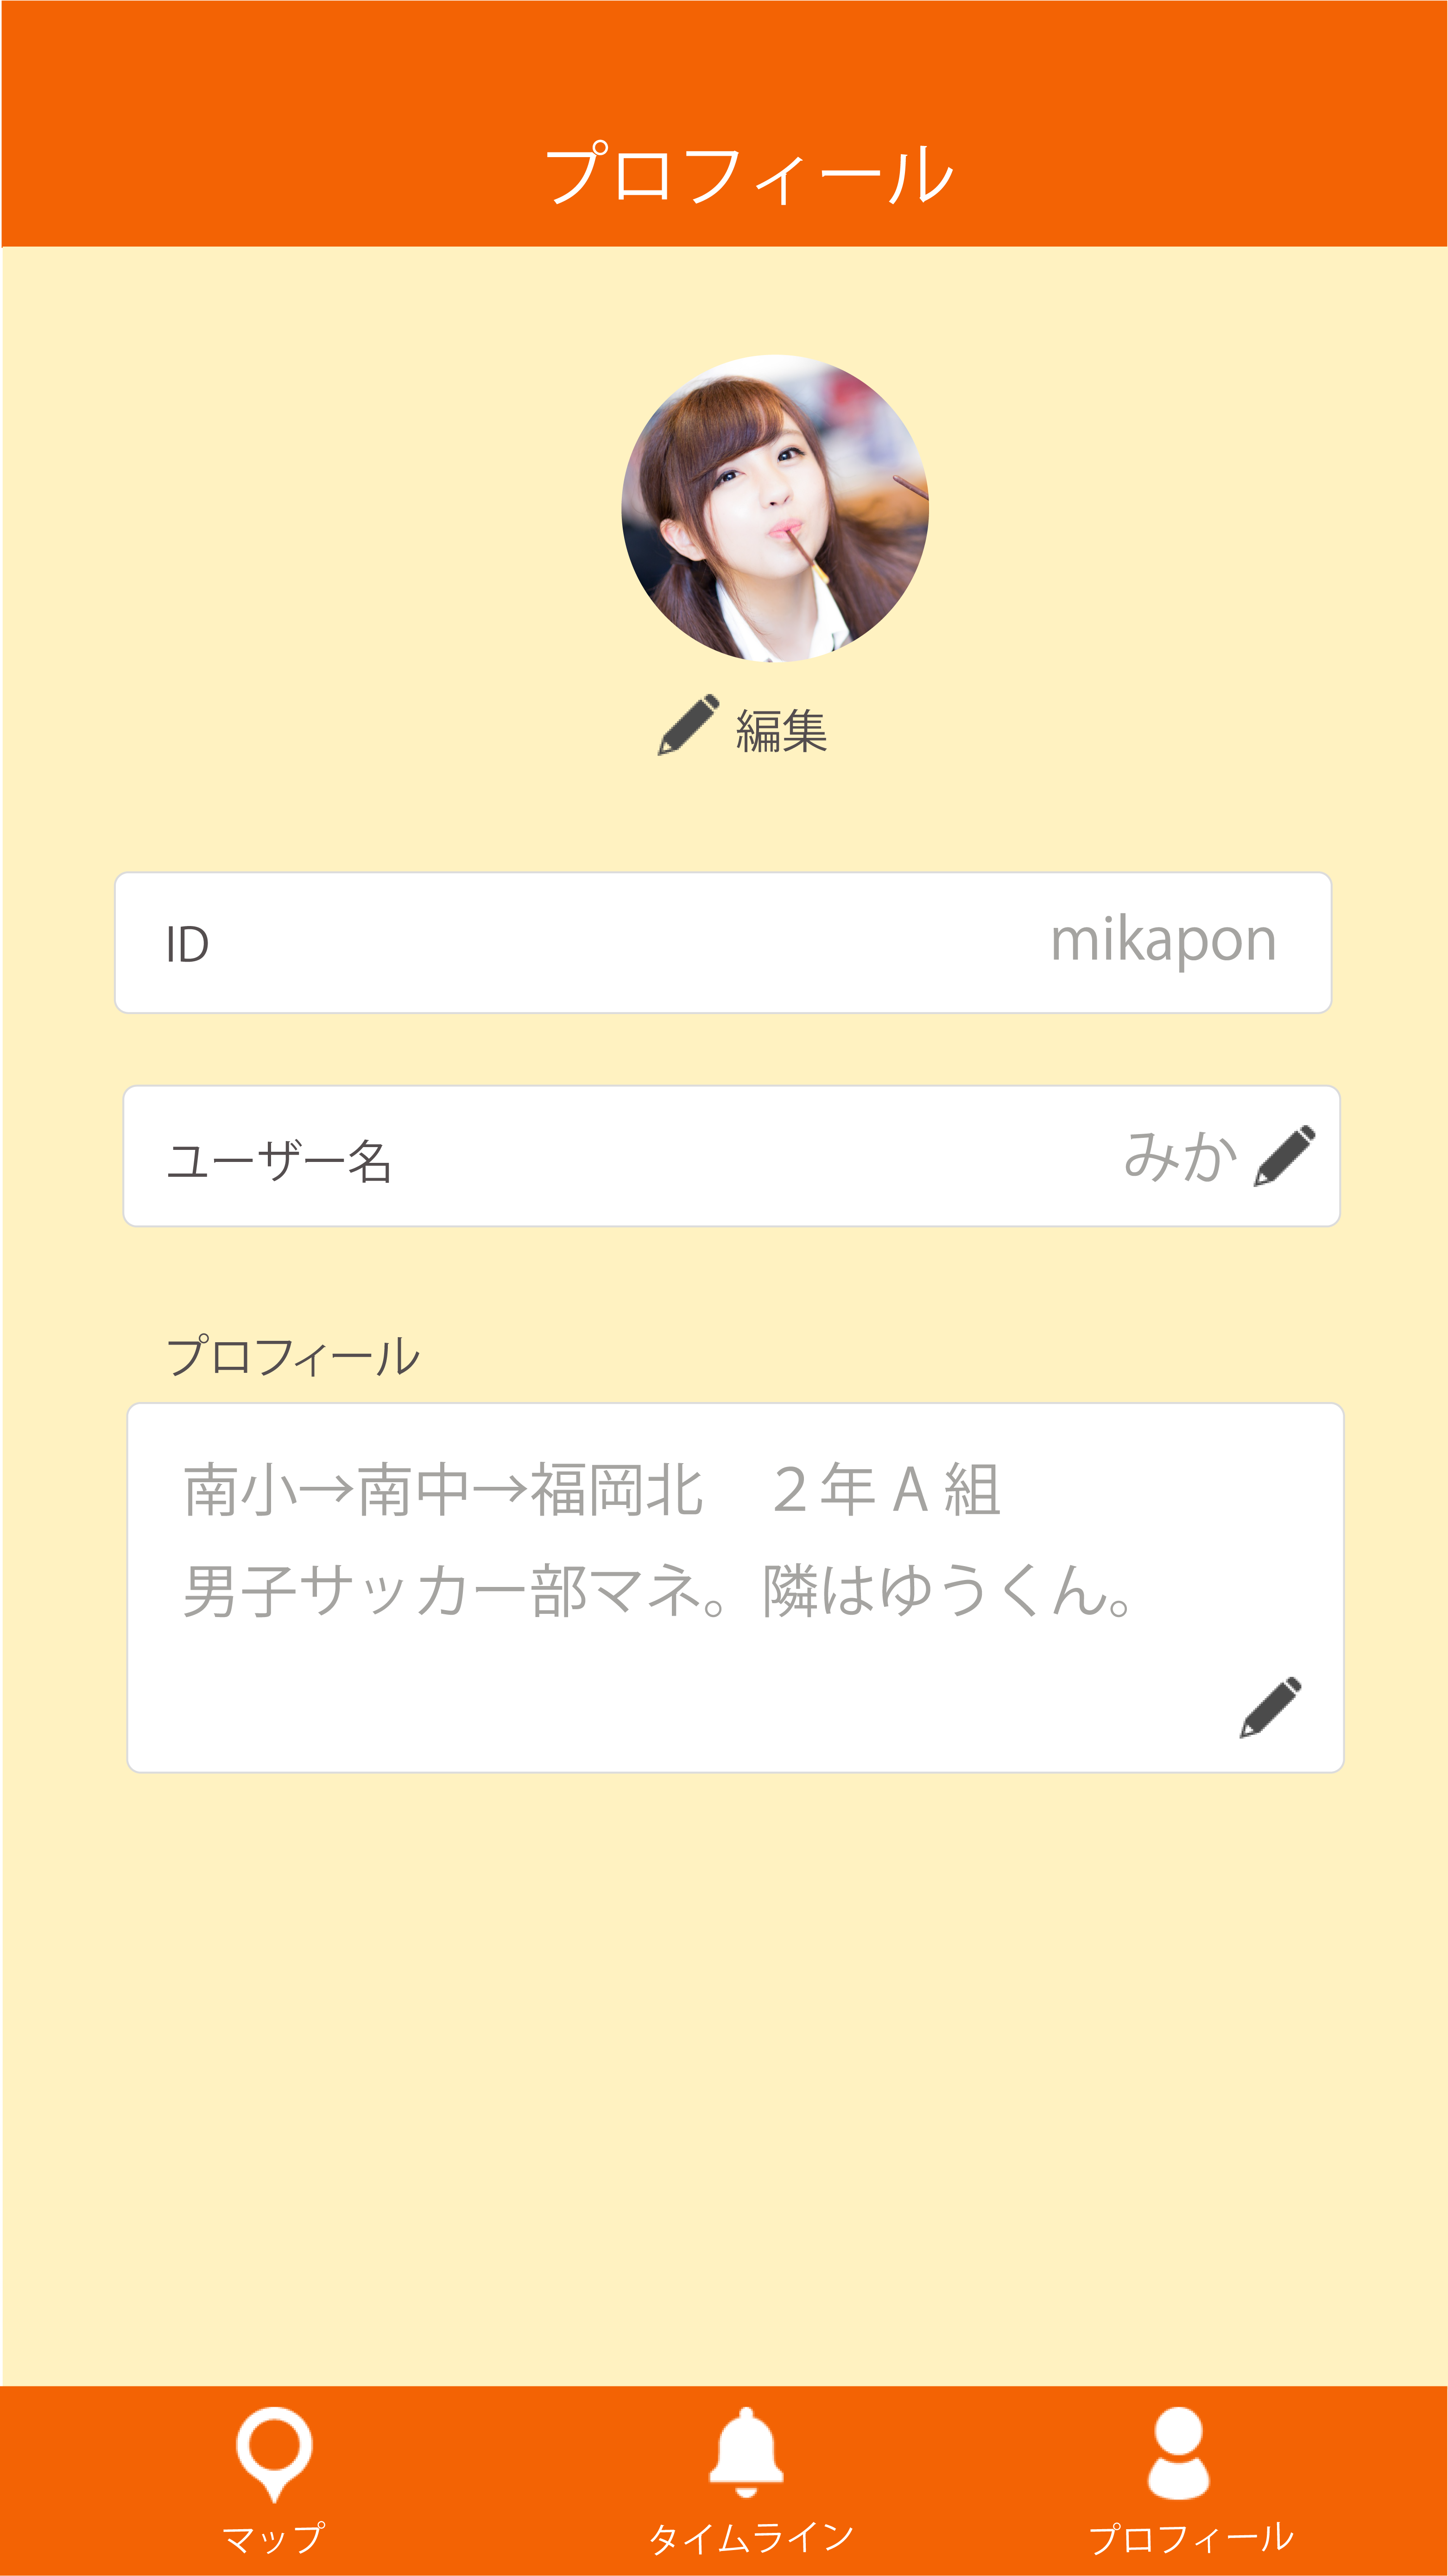 プロフィール
編集
ID mikapon
ユーザー名 みか
プロフィール
南小→南中→福岡北　２年 A 組
男子サッカー部マネ。隣はゆうくん。
マップ タイムライン プロフィール